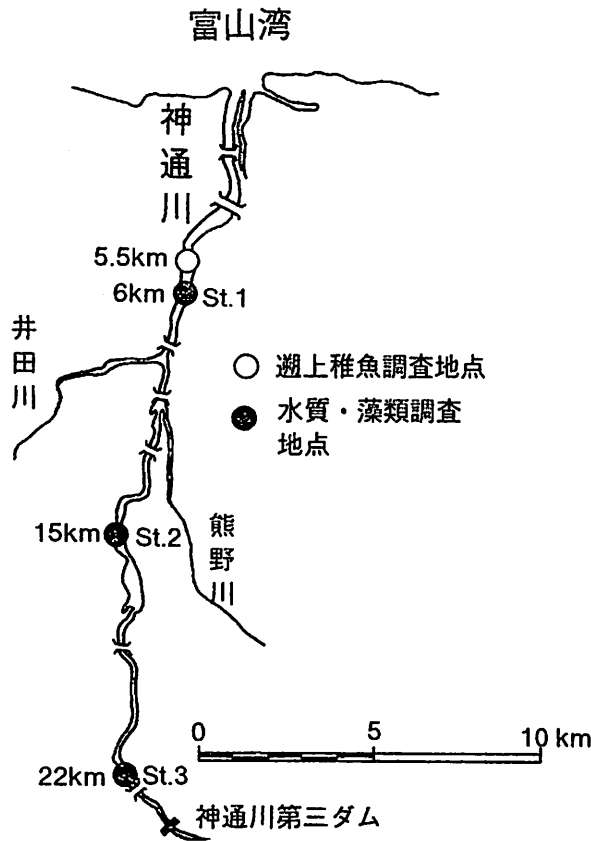 富山湾
神通川
5.5km
6km St.1
井田川
遡上稚魚調査地点
水質・藻類調査
地点
15km St.2
熊野川
0 5 10 km
22km St.3
神通川第三ダム